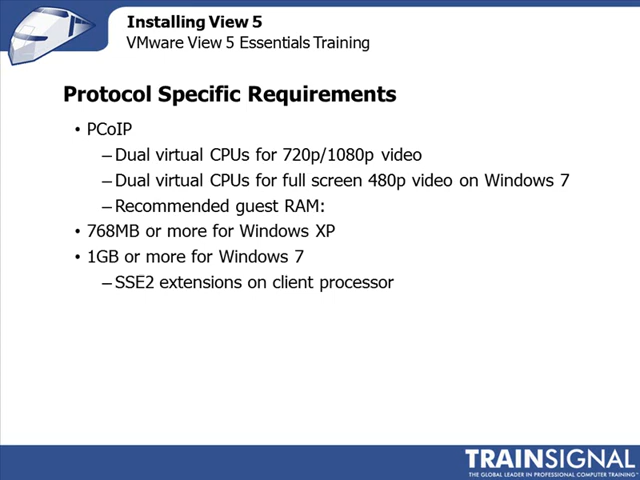 Installing View 5
VMware View 5 Essentials Training
Protocol Specific Requirements
• PCoIP
– Dual virtual CPUs for 720p/1080p video
– Dual virtual CPUs for full screen 480p video on Windows 7
– Recommended guest RAM:
• 768MB or more for Windows XP
• 1GB or more for Windows 7
– SSE2 extensions on client processor
TRAINSIGNAL
THE GLOBAL LEADER IN PROFESSIONAL COMPUTER TRAINING